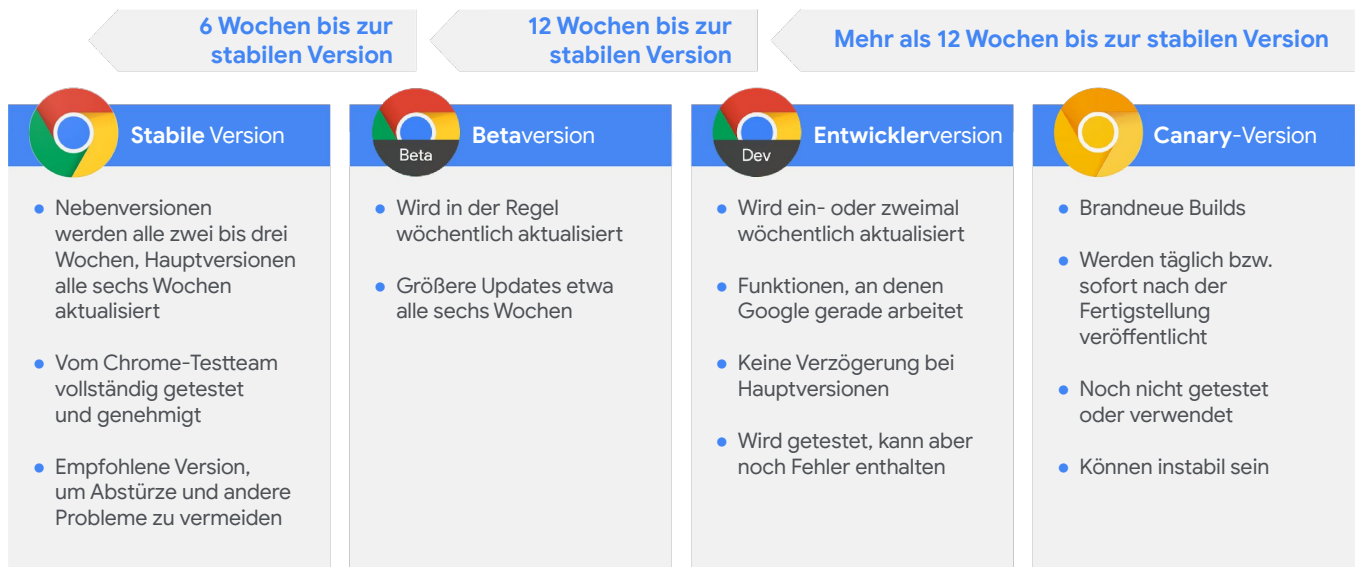 6 Wochen bis zur
stabilen Version
12 Wochen bis zur
stabilen Version
Mehr als 12 Wochen bis zur stabilen Version
Stabile Version
● Nebenversionen
werden alle zwei bis drei
Wochen, Hauptversionen
alle sechs Wochen
aktualisiert
● Vom Chrome-Testteam
vollständig getestet
und genehmigt
● Empfohlene Version,
um Abstürze und andere
Probleme zu vermeiden
Beta
Betaversion
● Wird in der Regel
wöchentlich aktualisiert
● Größere Updates etwa
alle sechs Wochen
Dev
Entwicklerversion
● Wird ein- oder zweimal
wöchentlich aktualisiert
● Funktionen, an denen
Google gerade arbeitet
● Keine Verzögerung bei
Hauptversionen
● Wird getestet, kann aber
noch Fehler enthalten
Canary-Version
● Brandneue Builds
● Werden täglich bzw.
sofort nach der
Fertigstellung
veröffentlicht
● Noch nicht getestet
oder verwendet
● Können instabil sein